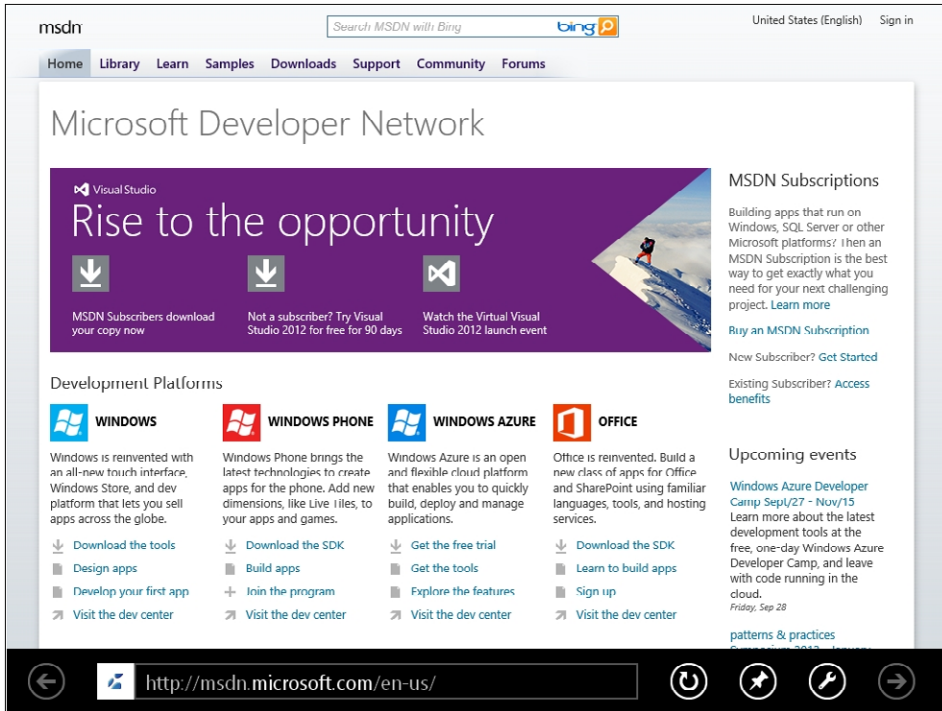 msdn
Search MSDN with Bing
bing
United States (English) Sign in
Home Library Learn Samples Downloads Support Community Forums
Microsoft Developer Network
Visual Studio
Rise to the opportunity
MSDN Subscribers download
your copy now
Not a subscriber? Try Visual
Studio 2012 for free for 90 days
Watch the Virtual Visual
Studio 2012 launch event
Development Platforms
WINDOWS
Windows is reinvented with
an all-new touch interface,
Windows Store, and dev
platform that lets you sell
apps across the globe.
Download the tools
Design apps
Develop your first app
Visit the dev center
WINDOWS PHONE
Windows Phone brings the
latest technologies to create
apps for the phone. Add new
dimensions, like Live Tiles, to
your apps and games.
Download the SDK
Build apps
Join the program
Visit the dev center
WINDOWS AZURE
Windows Azure is an open
and flexible cloud platform
that enables you to quickly
build, deploy and manage
applications.
Get the free trial
Get the tools
Explore the features
Visit the dev center
OFFICE
Office is reinvented. Build a
new class of apps for Office
and SharePoint using familiar
languages, tools, and hosting
services.
Download the SDK
Learn to build apps
Sign up
Visit the dev center
MSDN Subscriptions
Building apps that run on
Windows, SQL Server or other
Microsoft platforms? Then an
MSDN Subscription is the best
way to get exactly what you
need for your next challenging
project. Learn more
Buy an MSDN Subscription
New Subscriber? Get Started
Existing Subscriber? Access
benefits
Upcoming events
Windows Azure Developer
Camp Sept/27 - Nov/15
Learn more about the latest
development tools at the
free, one-day Windows Azure
Developer Camp, and leave
with code running in the
cloud.
Friday, Sep 28
patterns & practices
http://msdn.microsoft.com/en-us/